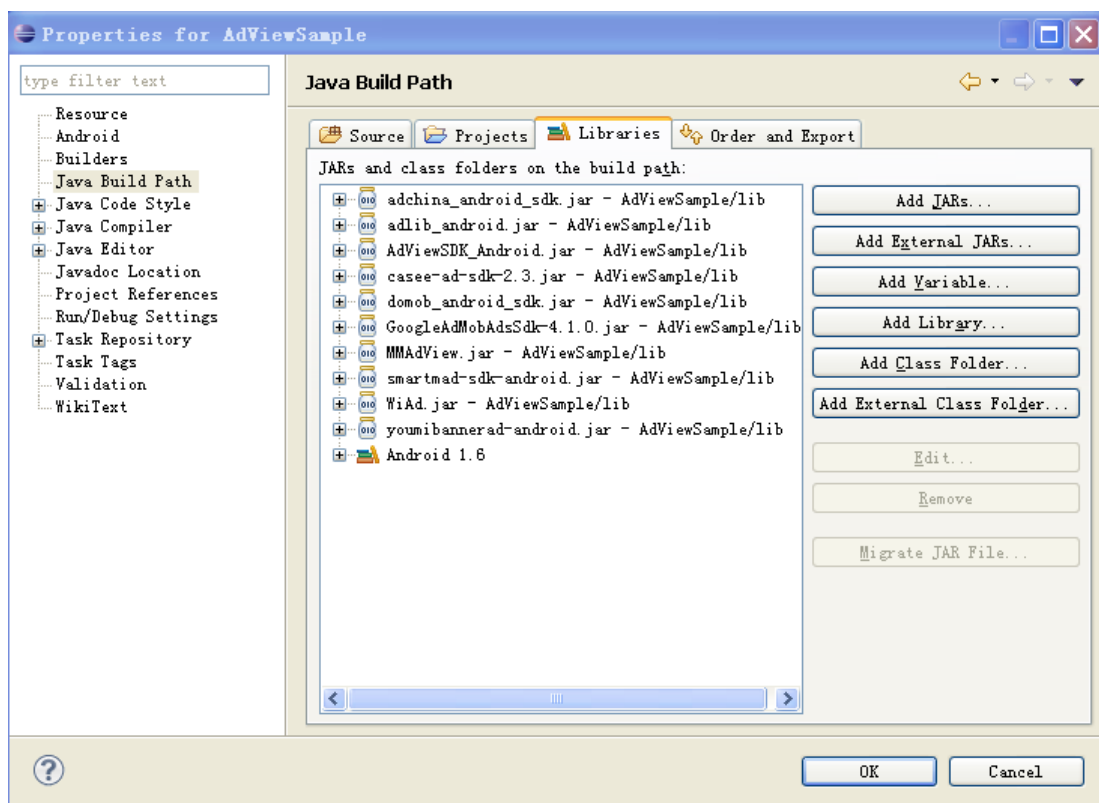 Properties for AdViewSample
type filter text
Resource
Android
Builders
Java Build Path
Java Code Style
Java Compiler
Java Editor
Javadoc Location
Project References
Run/Debug Settings
Task Repository
Task Tags
Validation
WikiText
Java Build Path
Source Projects Libraries Order and Export
JARs and class folders on the build path:
adchina_android_sdk.jar - AdViewSample/lib
adlib_android.jar - AdViewSample/lib
AdViewSDK_Android.jar - AdViewSample/lib
casee-ad-sdk-2.3.jar - AdViewSample/lib
domob_android_sdk.jar - AdViewSample/lib
GoogleAdMobAdsSdk-4.1.0.jar - AdViewSample/lib
MMAdView.jar - AdViewSample/lib
smartmad-sdk-android.jar - AdViewSample/lib
WiAd.jar - AdViewSample/lib
youmibannerad-android.jar - AdViewSample/lib
Android 1.6
Add JARs...
Add External JARs...
Add Variable...
Add Library...
Add Class Folder...
Add External Class Folder...
Edit...
Remove
Migrate JAR File...
OK Cancel